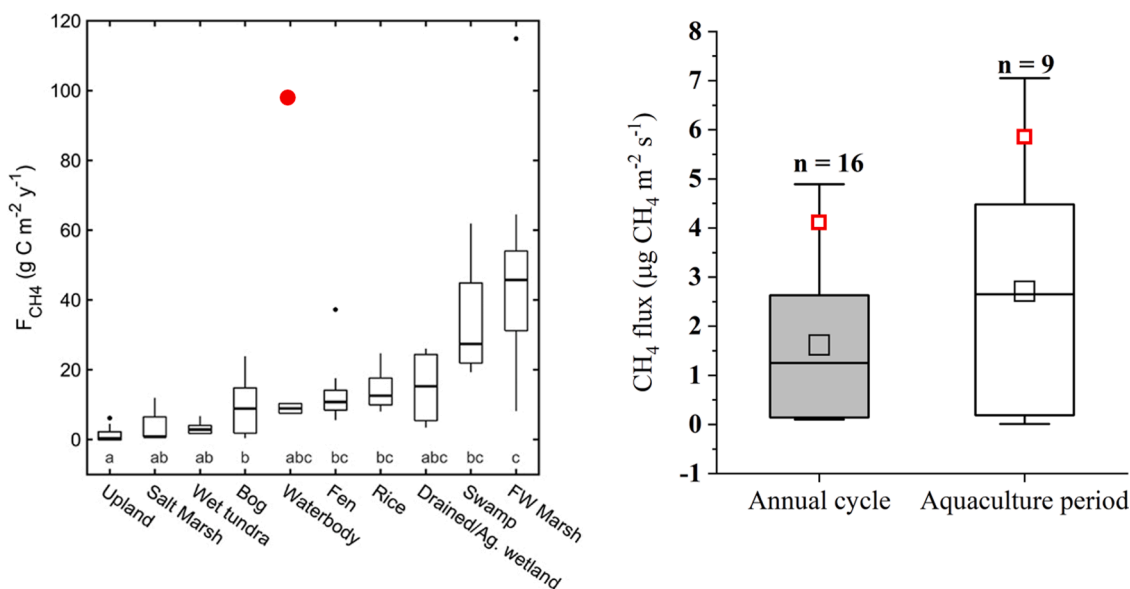 120
100
80
60
40
20
0
F_CH4 (g C m⁻² y⁻¹)
a ab ab b abc bc bc abc bc c
Upland
Salt Marsh
Wet tundra
Bog
Waterbody
Fen
Rice
Drained/Ag. wetland
Swamp
FW Marsh
8
7
6
5
4
3
2
1
0
-1
CH₄ flux (µg CH₄ m⁻² s⁻¹)
n = 16
n = 9
Annual cycle
Aquaculture period